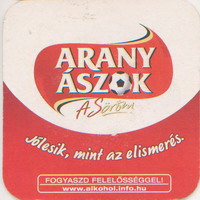 ARANY
ÁSZOK
A Söröm
Jólesik, mint az elismerés.
FOGYASZD FELELŐSSÉGGEL!
www.alkohol.info.hu